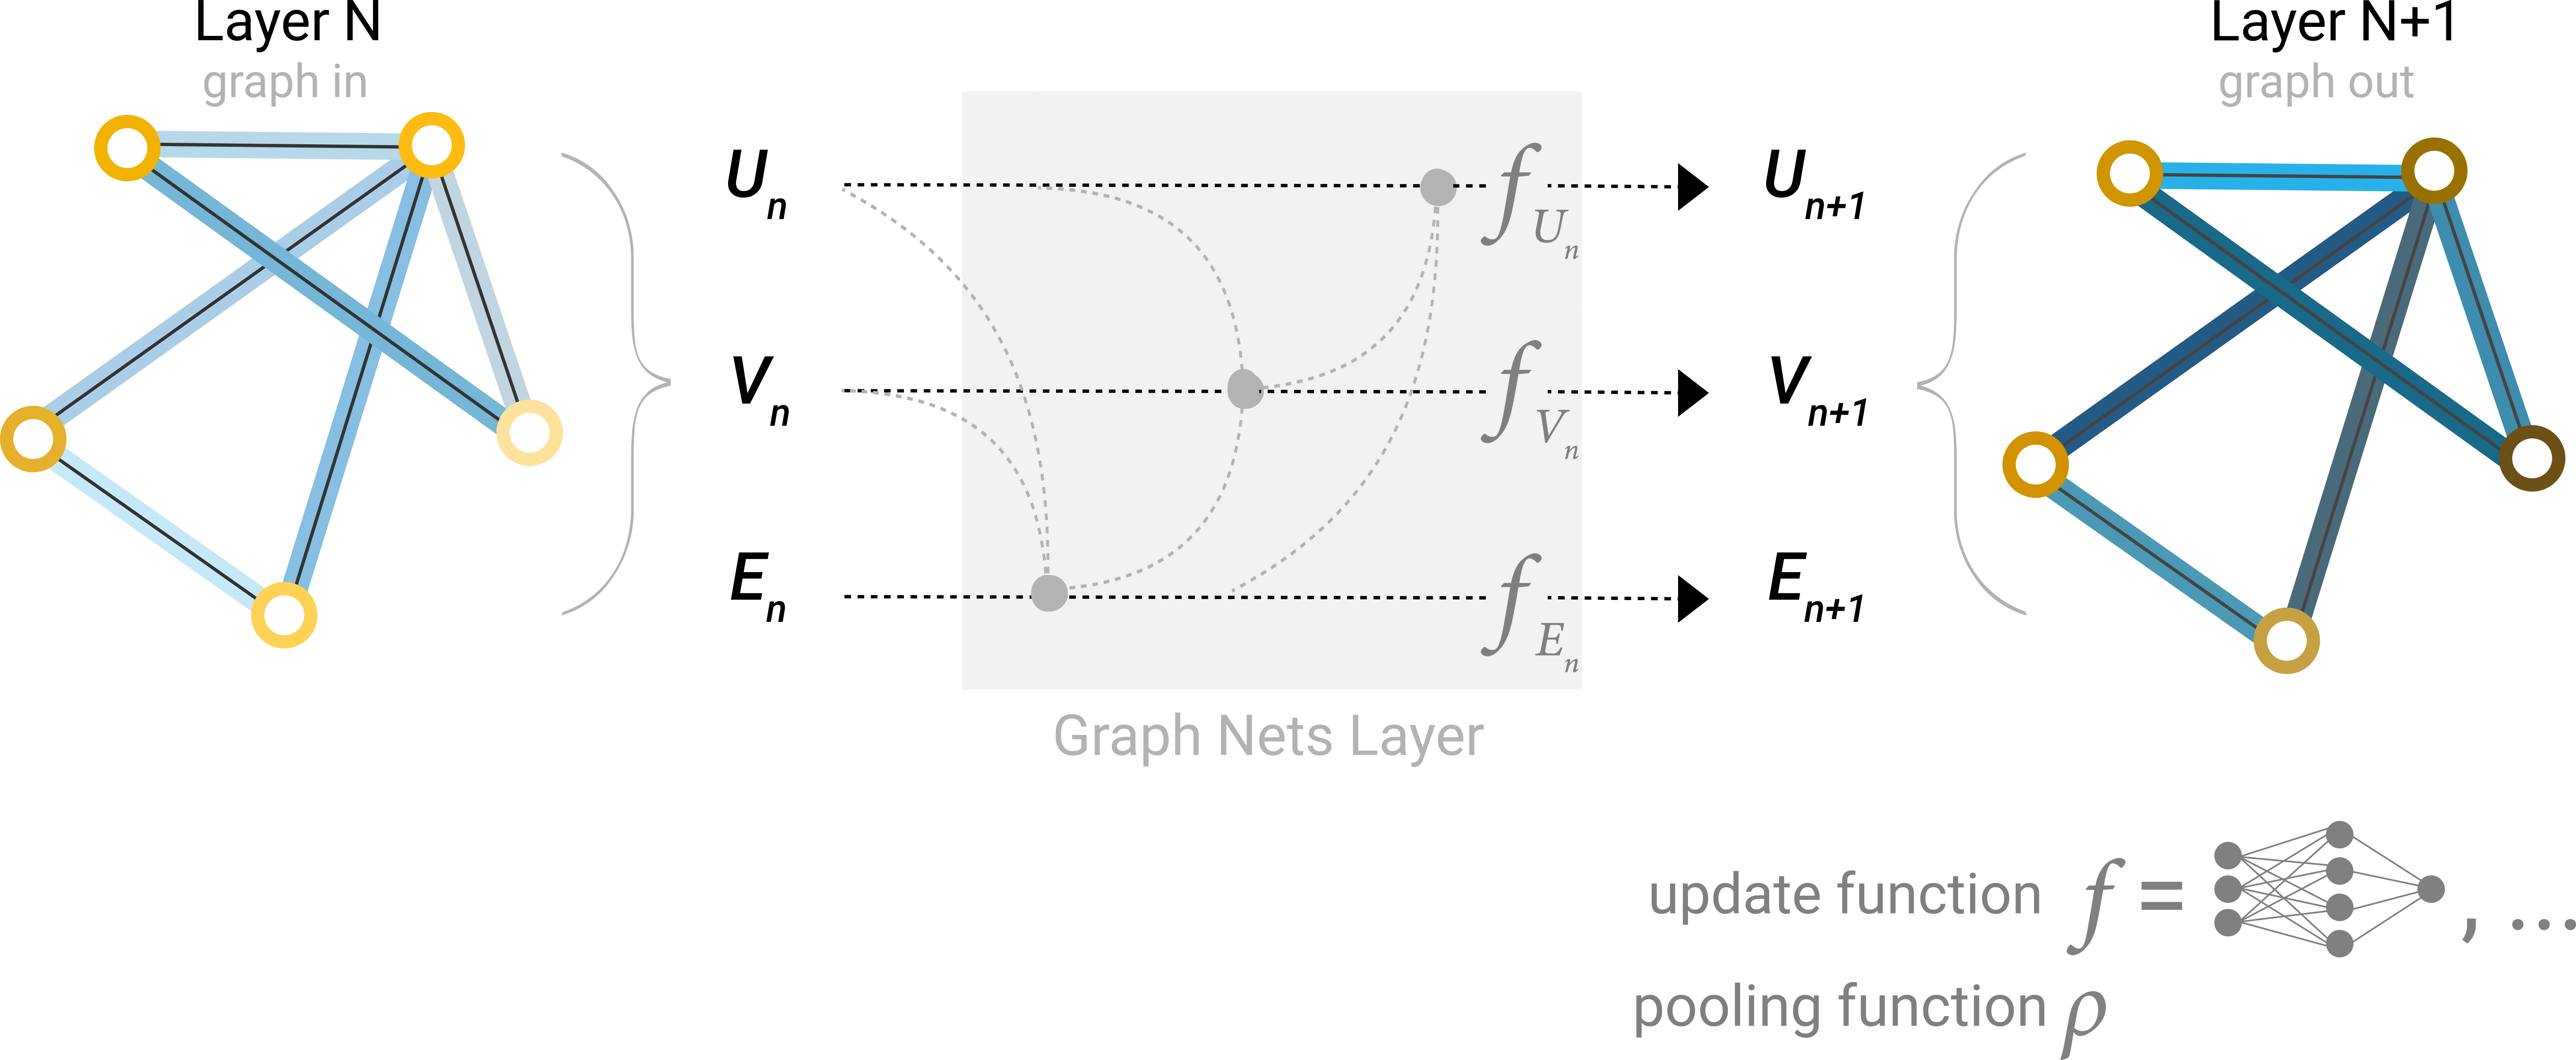 Layer N
graph in
Layer N+1
graph out
Un
fUn
Un+1
Vn
fVn
Vn+1
En
fEn
En+1
Graph Nets Layer
update function f = , ...
pooling function ρ